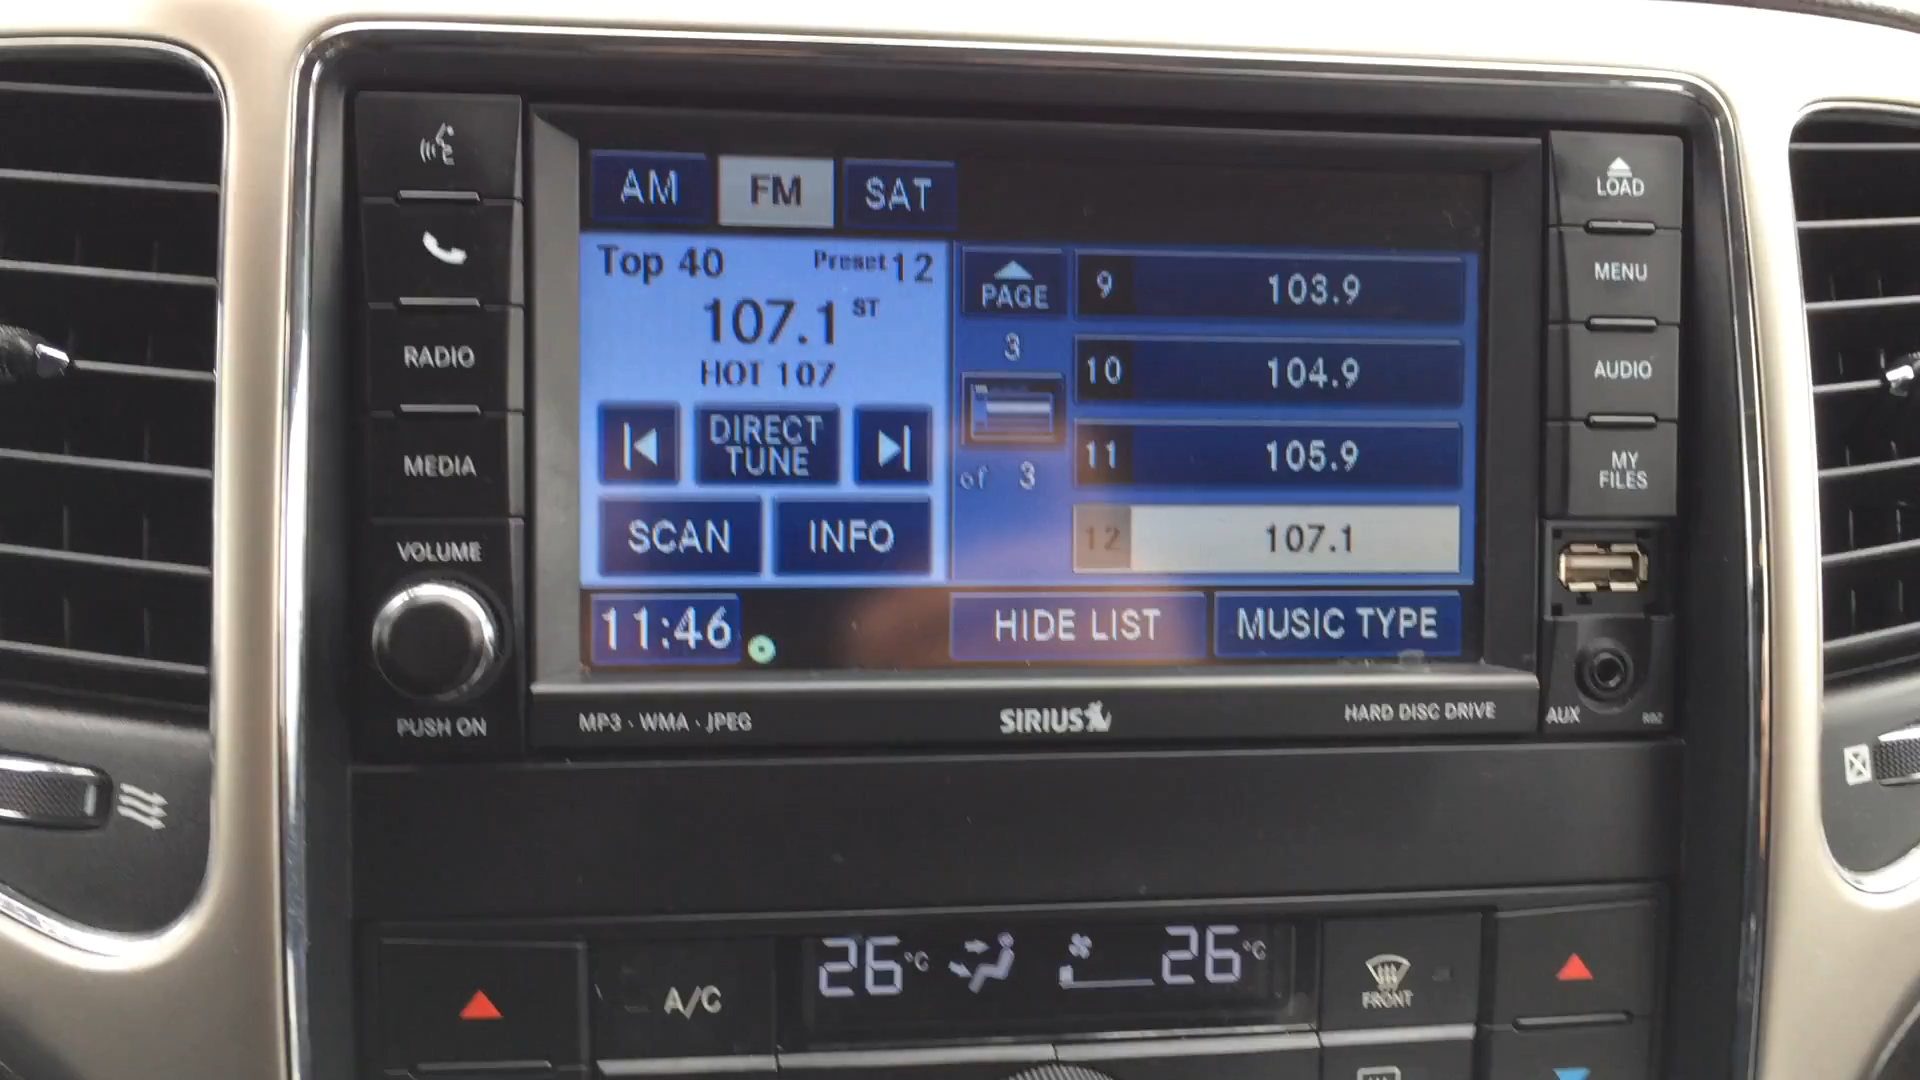 AM FM SAT
Top 40 Preset 12
107.1 ST
HOT 107
DIRECT
TUNE
SCAN INFO
11:46
PAGE
3
of 3
9 103.9
10 104.9
11 105.9
12 107.1
HIDE LIST MUSIC TYPE
RADIO
MEDIA
VOLUME
PUSH ON
LOAD
MENU
AUDIO
MY
FILES
AUX
MP3 · WMA · JPEG
SIRIUS
HARD DISC DRIVE
A/C
26°C 26°C
FRONT